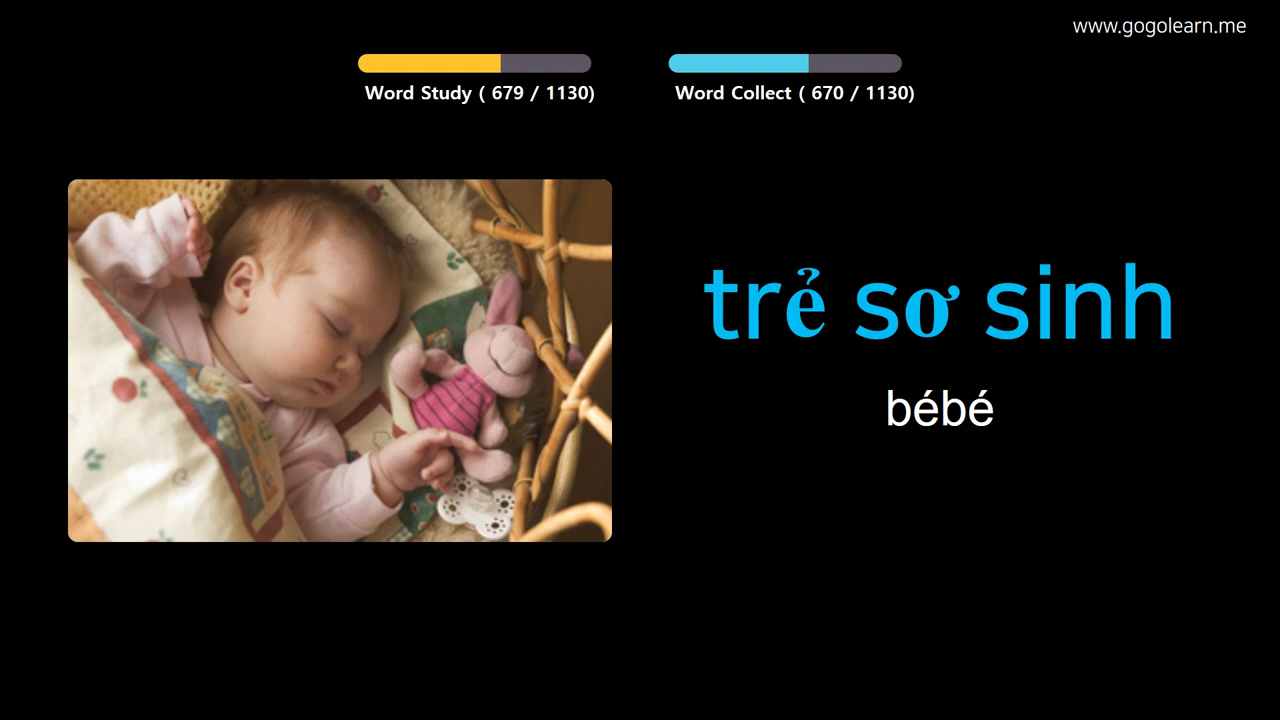 www.gogolearn.me
Word Study ( 679 / 1130)
Word Collect ( 670 / 1130)
trẻ sơ sinh
bébé